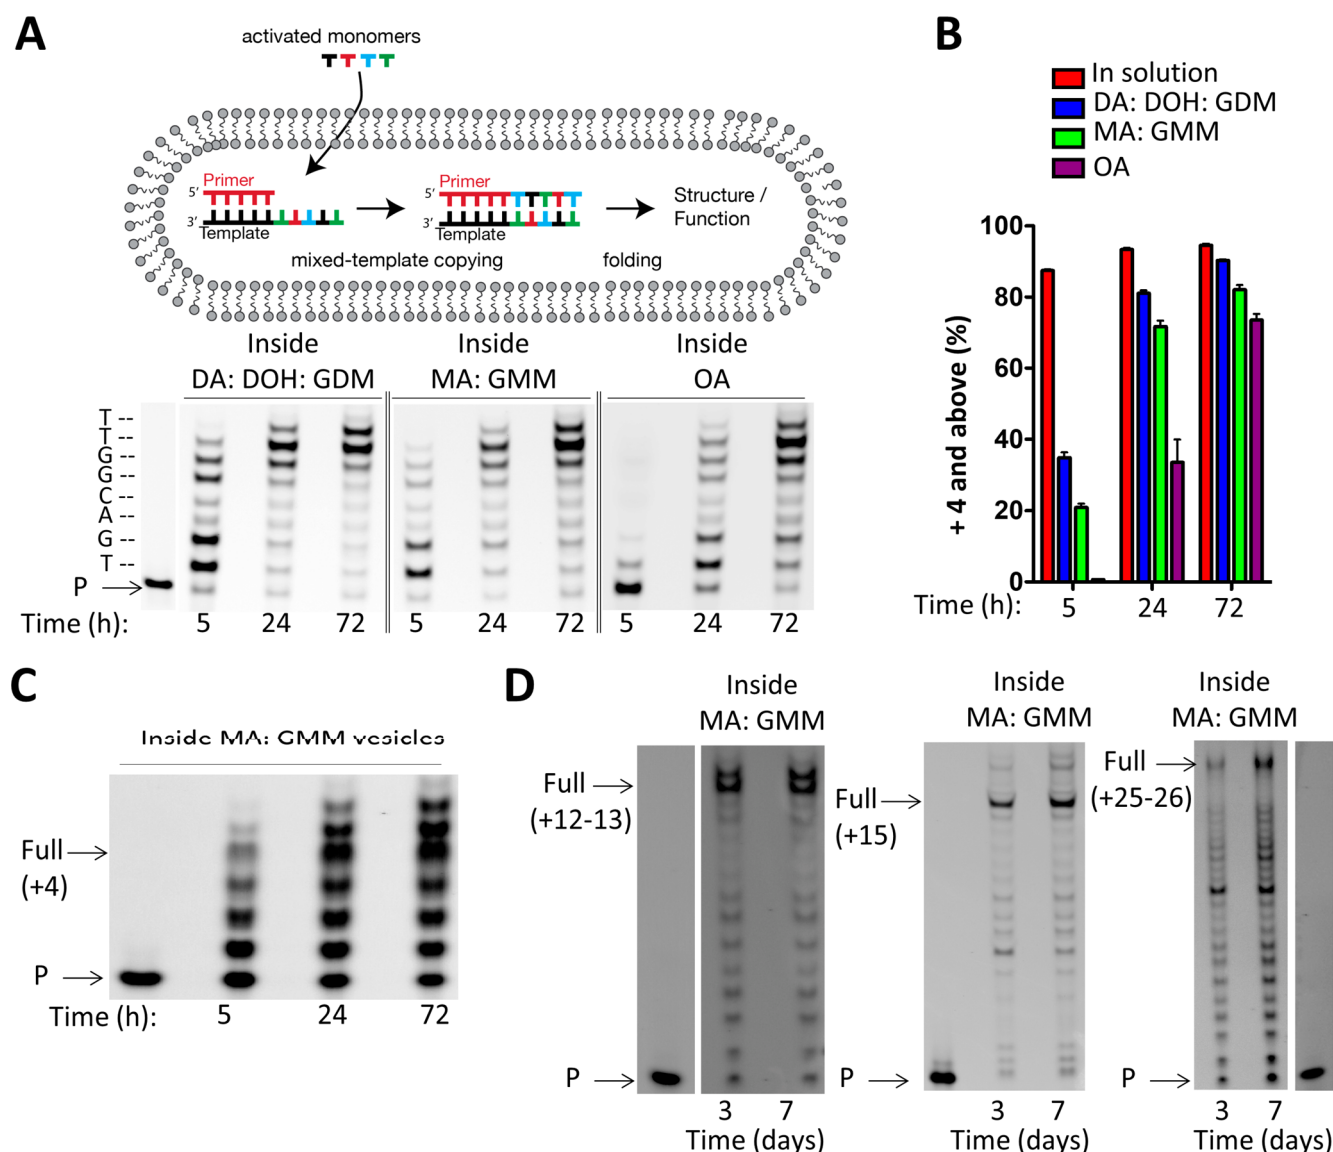 A
activated monomers
5'
Primer
3'
Template
5'
Primer
3'
Template
Structure /
Function
mixed-template copying
folding
Inside
DA: DOH: GDM
Inside
MA: GMM
Inside
OA
T --
T --
G --
G --
C --
A --
G --
T --
P
Time (h):
5
24
72
5
24
72
5
24
72
B
In solution
DA: DOH: GDM
MA: GMM
OA
+ 4 and above (%)
100
80
60
40
20
0
Time (h):
5
24
72
C
Inside MA: GMM vesicles
Full
(+4)
P
Time (h):
5
24
72
D
Inside
MA: GMM
Full
(+12-13)
P
3
7
Time (days)
Inside
MA: GMM
Full
(+15)
P
3
7
Time (days)
Inside
MA: GMM
Full
(+25-26)
P
3
7
Time (days)